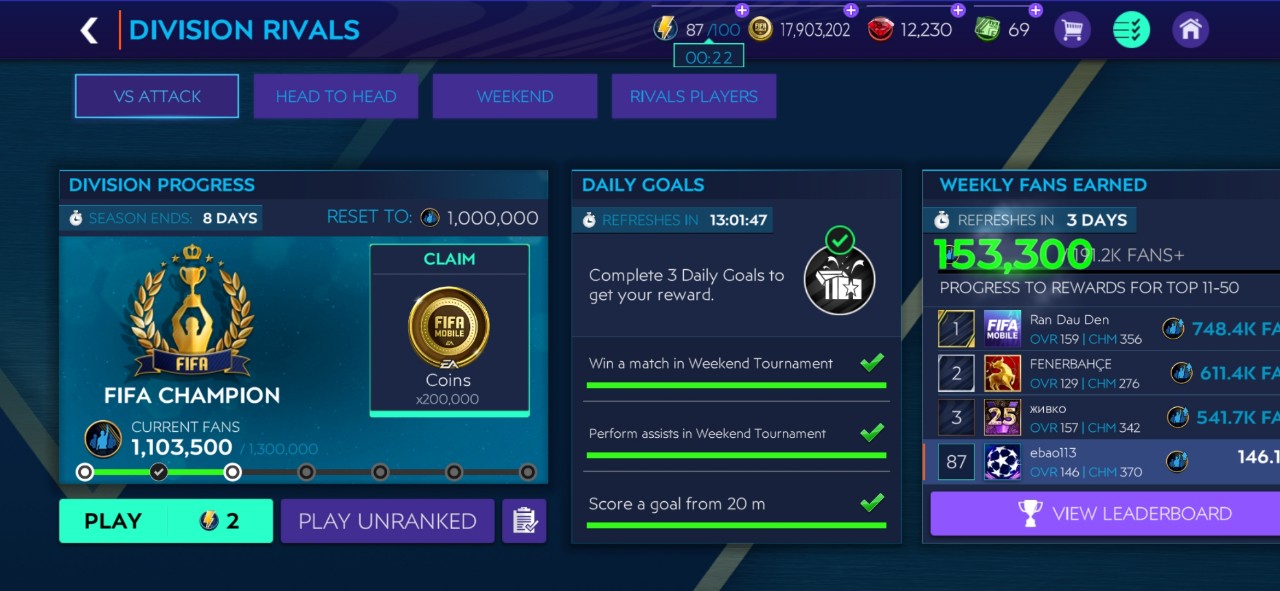 DIVISION RIVALS
87/100
00:22
17,903,202
12,230
69
VS ATTACK
HEAD TO HEAD
WEEKEND
RIVALS PLAYERS
DIVISION PROGRESS
SEASON ENDS: 8 DAYS
RESET TO: 1,000,000
FIFA
FIFA CHAMPION
CLAIM
FIFA
MOBILE
EA
Coins
x200,000
CURRENT FANS
1,103,500 / 1,300,000
PLAY 2
PLAY UNRANKED
DAILY GOALS
REFRESHES IN 13:01:47
Complete 3 Daily Goals to
get your reward.
Win a match in Weekend Tournament
Perform assists in Weekend Tournament
Score a goal from 20 m
WEEKLY FANS EARNED
REFRESHES IN 3 DAYS
153,300 /191.2K FANS+
PROGRESS TO REWARDS FOR TOP 11-50
1 FIFA MOBILE Ran Dau Den 748.4K FA
OVR 159 | CHM 356
2 FENERBAHÇE 611.4K FA
OVR 129 | CHM 276
3 25 живко 541.7K FA
OVR 157 | CHM 342
87 ebao113 146.1
OVR 146 | CHM 370
VIEW LEADERBOARD